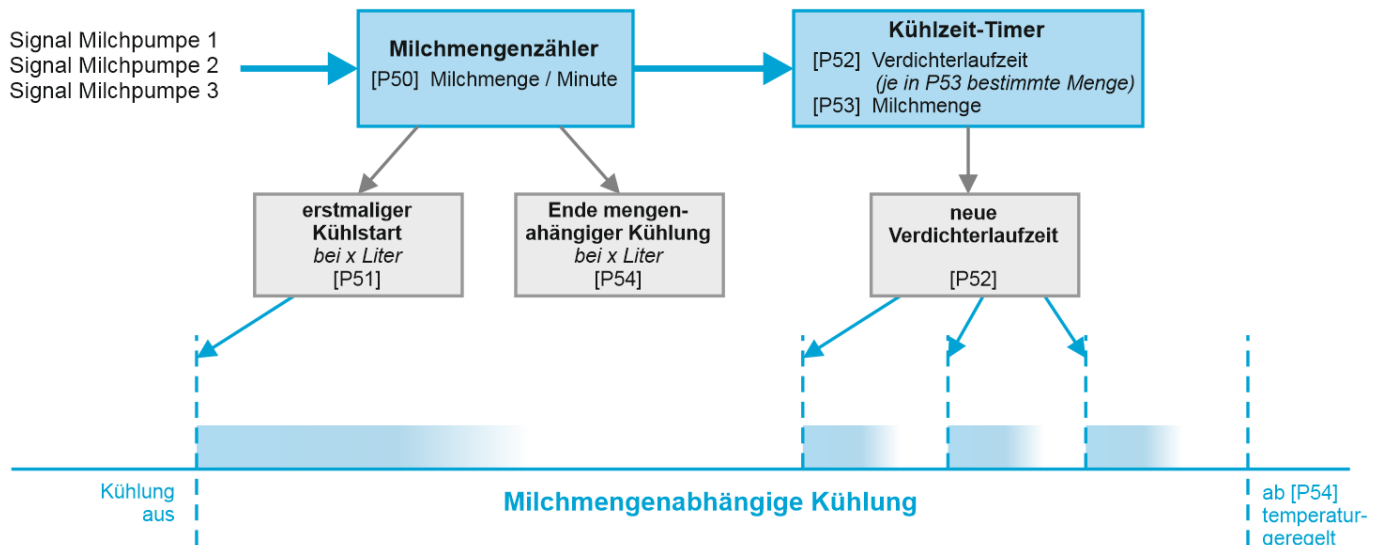 Signal Milchpumpe 1
Signal Milchpumpe 2
Signal Milchpumpe 3
Milchmengenzähler
[P50] Milchmenge / Minute
Kühlzeit-Timer
[P52] Verdichterlaufzeit
(je in P53 bestimmte Menge)
[P53] Milchmenge
erstmaliger
Kühlstart
bei x Liter
[P51]
Ende mengen-
ahängiger Kühlung
bei x Liter
[P54]
neue
Verdichterlaufzeit
[P52]
Kühlung
aus
Milchmengenabhängige Kühlung
ab [P54]
temperatur-
geregelt